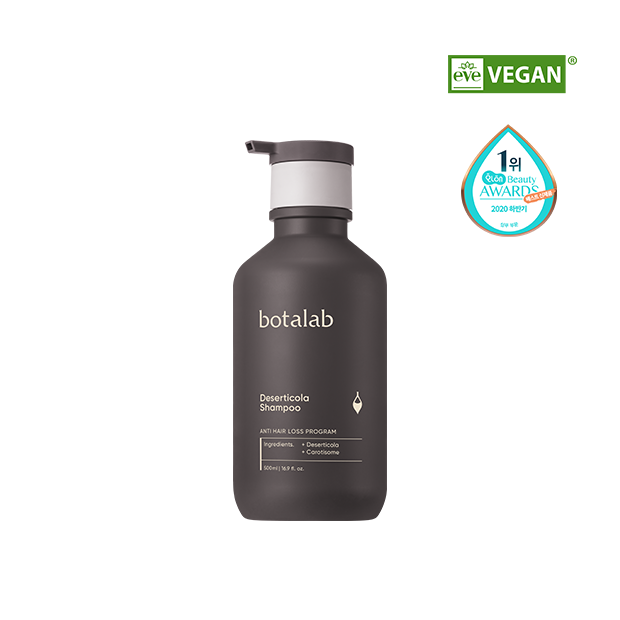 eve VEGAN®
1위
Qoo10 Beauty
AWARDS
2020 하반기
botalab
Deserticola
Shampoo
ANTI HAIR LOSS PROGRAM
Ingredients. + Deserticola
+ Carotisome
500ml | 16.9 fl. oz.